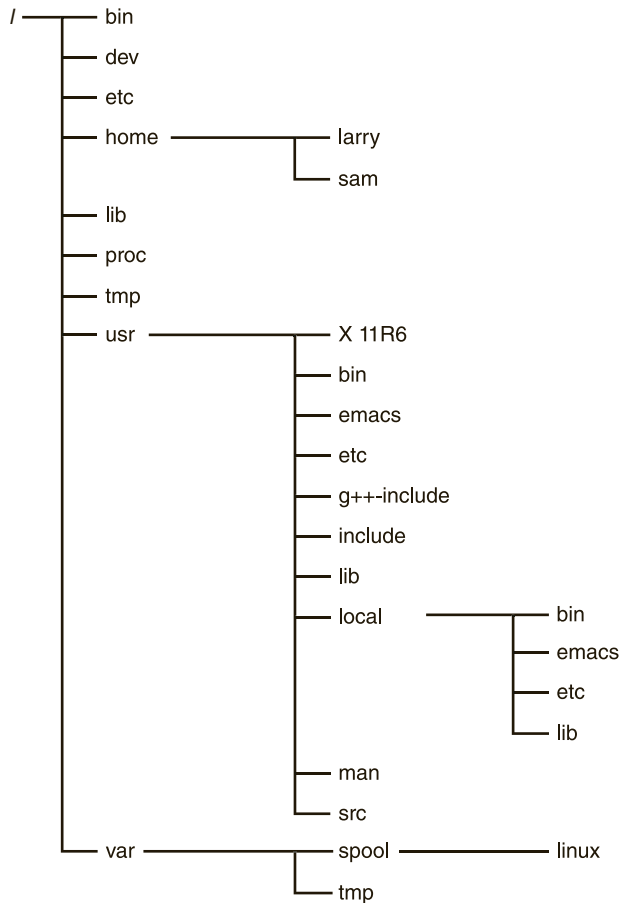 / bin
dev
etc
home larry
sam
lib
proc
tmp
usr X 11R6
bin
emacs
etc
g++-include
include
lib
local bin
emacs
etc
lib
man
src
var spool linux
tmp